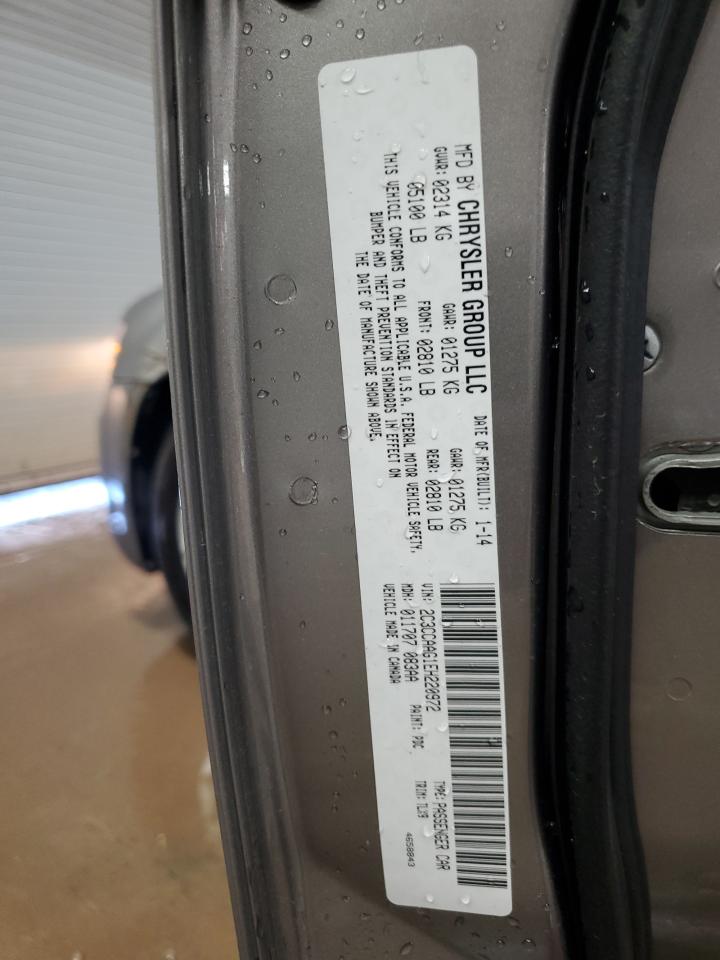 MFD BY CHRYSLER GROUP LLC DATE OF MFR(BUILT): 1-14
GVWR: 02314 KG GAWR: 01275 KG GAWR: 01275 KG
05100 LB FRONT: 02810 LB REAR: 02810 LB
THIS VEHICLE CONFORMS TO ALL APPLICABLE U.S.A. FEDERAL MOTOR VEHICLE SAFETY,
BUMPER AND THEFT PREVENTION STANDARDS IN EFFECT ON
THE DATE OF MANUFACTURE SHOWN ABOVE.
VIN: 2C3CCAAG1EH220972 TYPE: PASSENGER CAR
MDH: 011707 083AA PAINT: PDC TRIM: TLX9
VEHICLE MADE IN CANADA
4658843